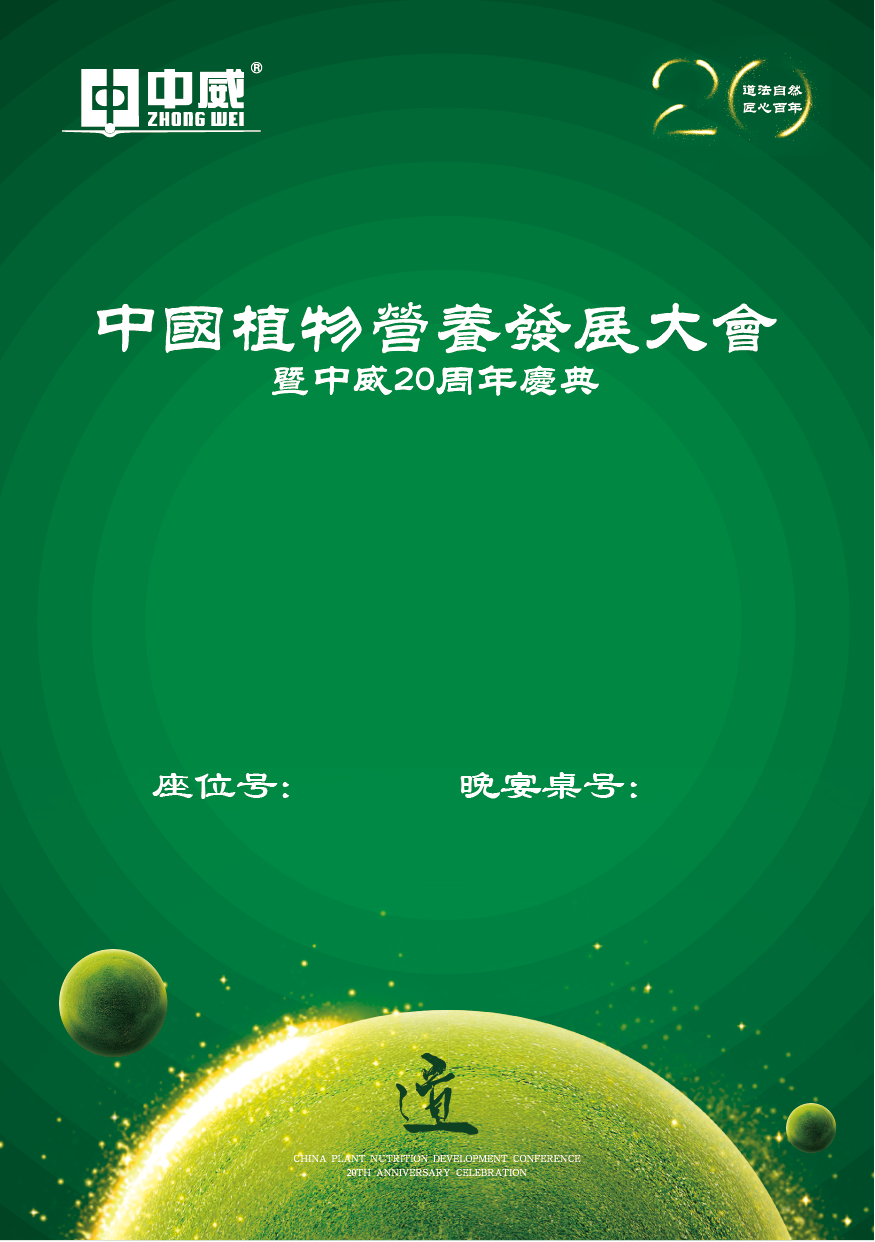 中 中威®
ZHONG WEI
20 道法自然
匠心百年
中國植物營養發展大會
暨中威20周年慶典
座位号： 晚宴桌号：
道
CHINA PLANT NUTRITION DEVELOPMENT CONFERENCE
20TH ANNIVERSARY CELEBRATION